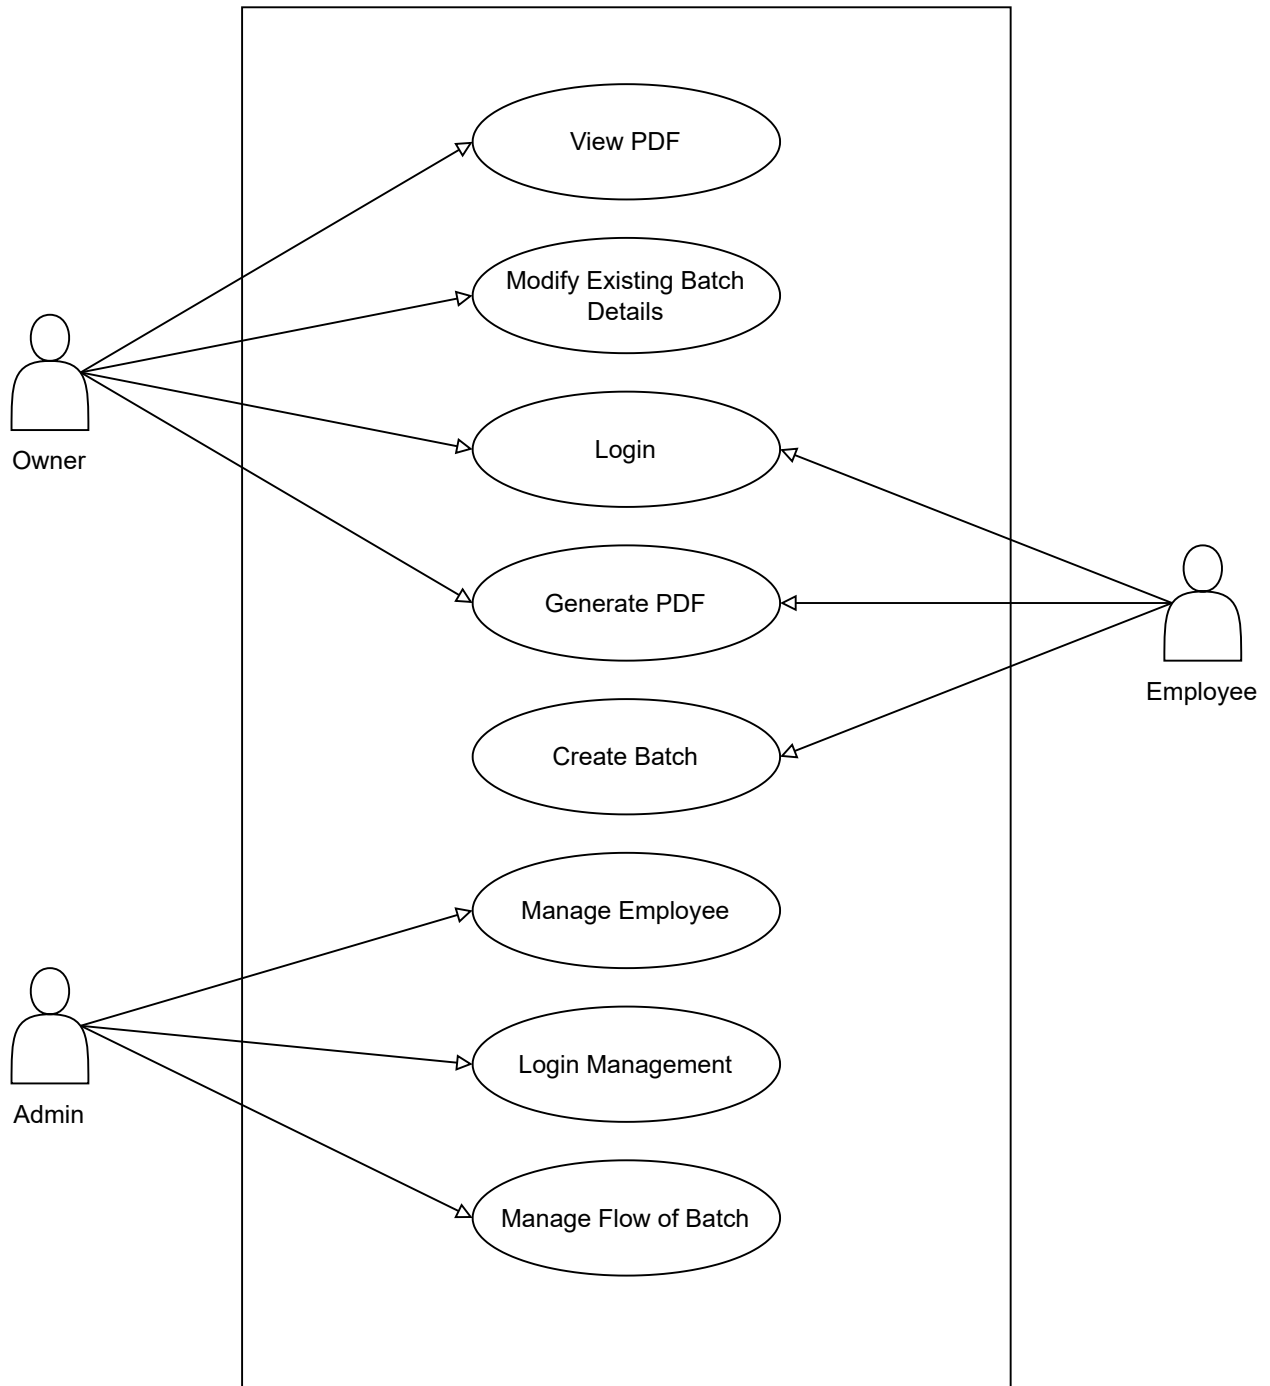 View PDF
Modify Existing Batch
Details
Owner
Login
Generate PDF
Employee
Create Batch
Manage Employee
Login Management
Admin
Manage Flow of Batch